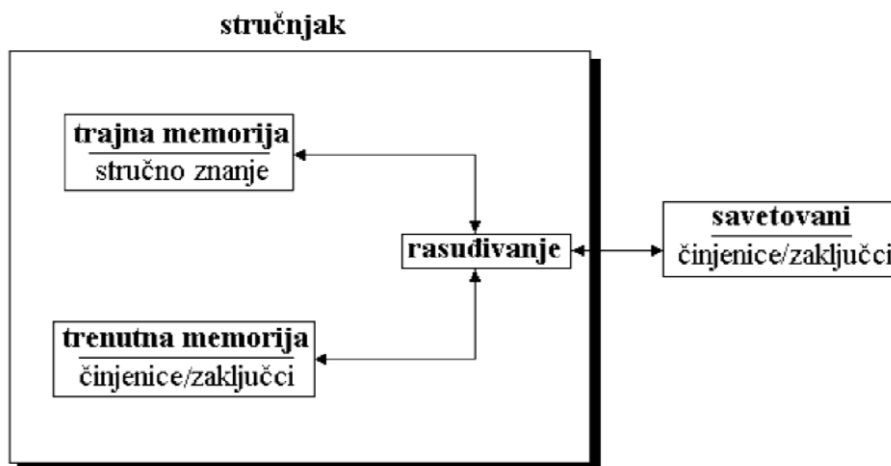 stručnjak
trajna memorija
stručno znanje
rasuđivanje
savetovani
činjenice/zaključci
trenutna memorija
činjenice/zaključci